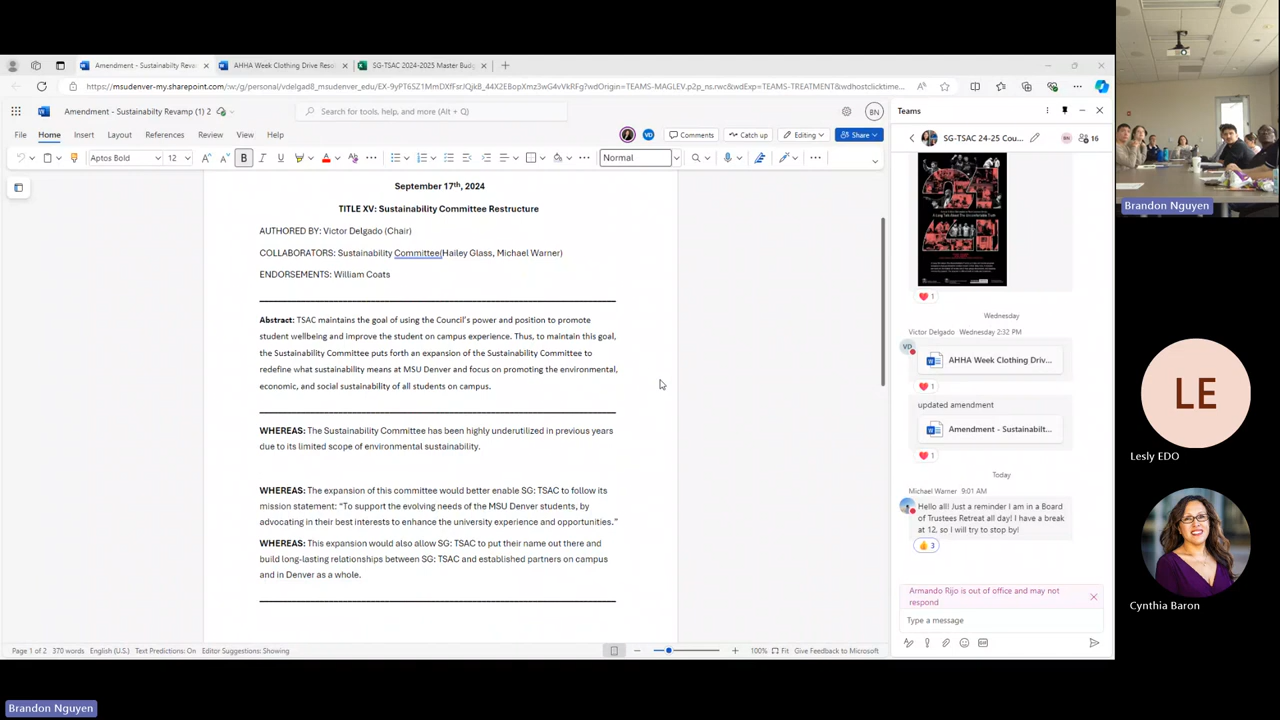 Amendment - Sustainabilty Reva
AHHA Week Clothing Drive Reso
SG-TSAC 2024-2025 Master Bud
Amendment - Sustainabilty Revamp (1) 2
Search for tools, help, and more (Alt + Q)
BN
File Home Insert Layout References Review View Help
VD
Comments Catch up Editing Share
Aptos Bold 12 A A B I U A Normal
September 17th, 2024
TITLE XV: Sustainability Committee Restructure
AUTHORED BY: Victor Delgado (Chair)
COLLABORATORS: Sustainability Committee(Hailey Glass, Michael Warner)
ENDORSEMENTS: William Coats
Abstract: TSAC maintains the goal of using the Council's power and position to promote
student wellbeing and improve the student on campus experience. Thus, to maintain this goal,
the Sustainability Committee puts forth an expansion of the Sustainability Committee to
redefine what sustainability means at MSU Denver and focus on promoting the environmental,
economic, and social sustainability of all students on campus.
WHEREAS: The Sustainability Committee has been highly underutilized in previous years
due to its limited scope of environmental sustainability.
WHEREAS: The expansion of this committee would better enable SG: TSAC to follow its
mission statement: "To support the evolving needs of the MSU Denver students, by
advocating in their best interests to enhance the university experience and opportunities."
WHEREAS: This expansion would also allow SG: TSAC to put their name out there and
build long-lasting relationships between SG: TSAC and established partners on campus
and in Denver as a whole.
Page 1 of 2 370 words English (U.S.) Text Predictions: On Editor Suggestions: Showing
100% Fit Give Feedback to Microsoft
Teams
SG-TSAC 24-25 Cou...
BN
16
1
Wednesday
Victor Delgado Wednesday 2:32 PM
VD
AHHA Week Clothing Driv...
1
updated amendment
Amendment - Sustainabilt...
1
Today
Michael Warner 9:01 AM
Hello all! Just a reminder I am in a Board
of Trustees Retreat all day! I have a break
at 12, so I will try to stop by!
3
Armando Rijo is out of office and may not
respond
Type a message
Brandon Nguyen
LE
Lesly EDO
Cynthia Baron
Brandon Nguyen